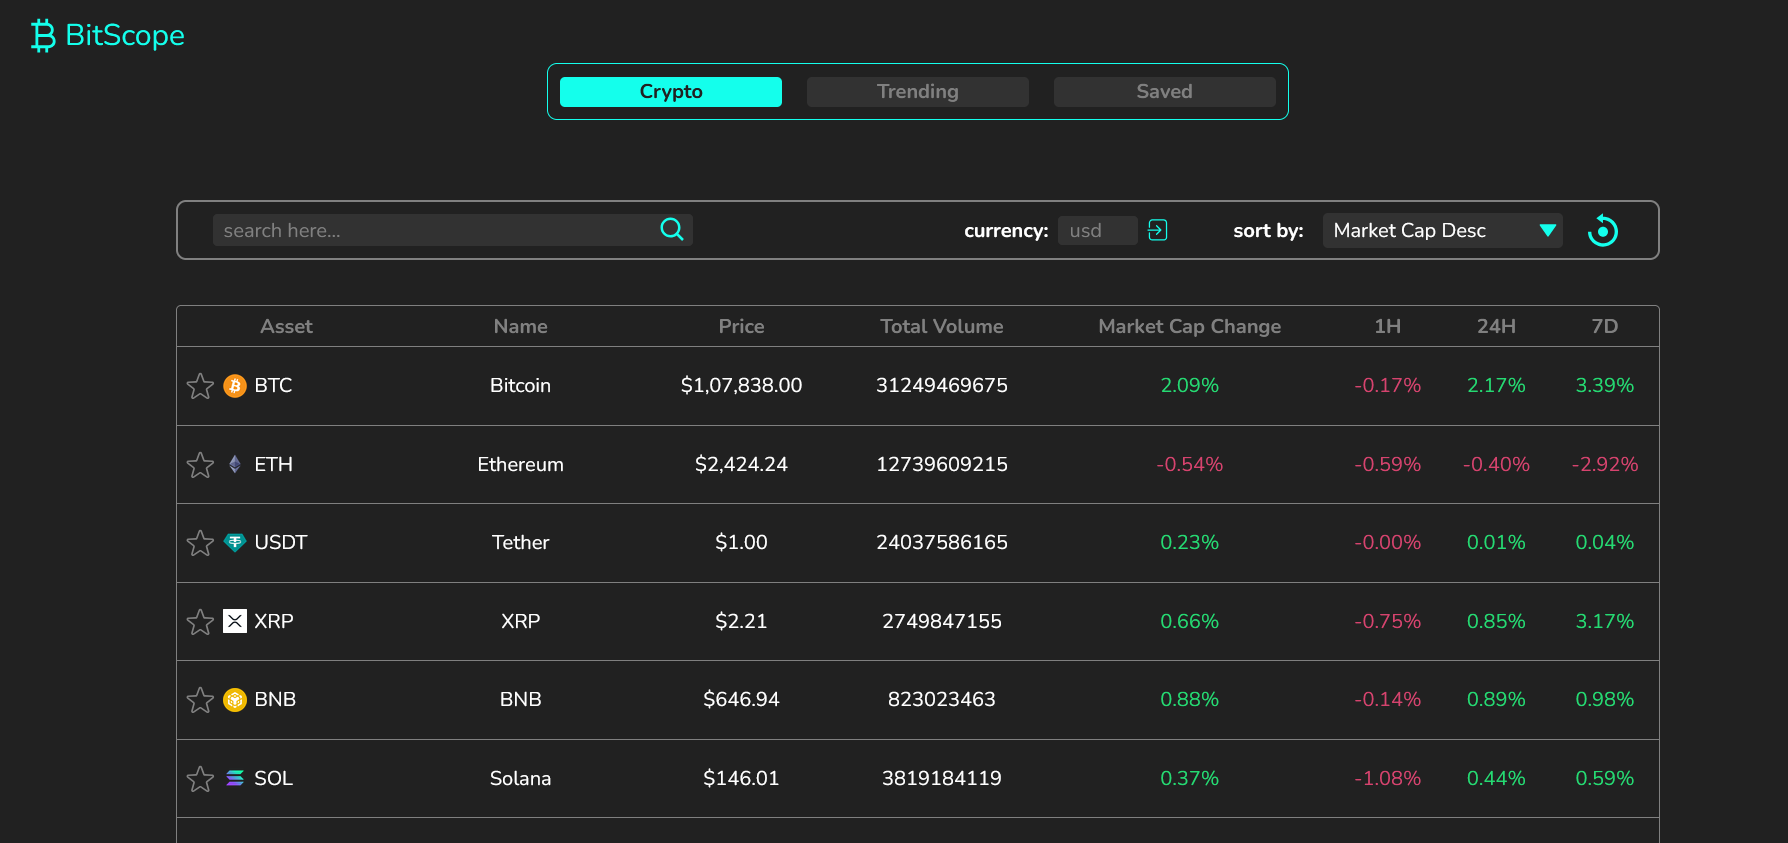 BitScope
Crypto Trending Saved
search here... currency: usd sort by: Market Cap Desc
Asset Name Price Total Volume Market Cap Change 1H 24H 7D
BTC Bitcoin $1,07,838.00 31249469675 2.09% -0.17% 2.17% 3.39%
ETH Ethereum $2,424.24 12739609215 -0.54% -0.59% -0.40% -2.92%
USDT Tether $1.00 24037586165 0.23% -0.00% 0.01% 0.04%
XRP XRP $2.21 2749847155 0.66% -0.75% 0.85% 3.17%
BNB BNB $646.94 823023463 0.88% -0.14% 0.89% 0.98%
SOL Solana $146.01 3819184119 0.37% -1.08% 0.44% 0.59%